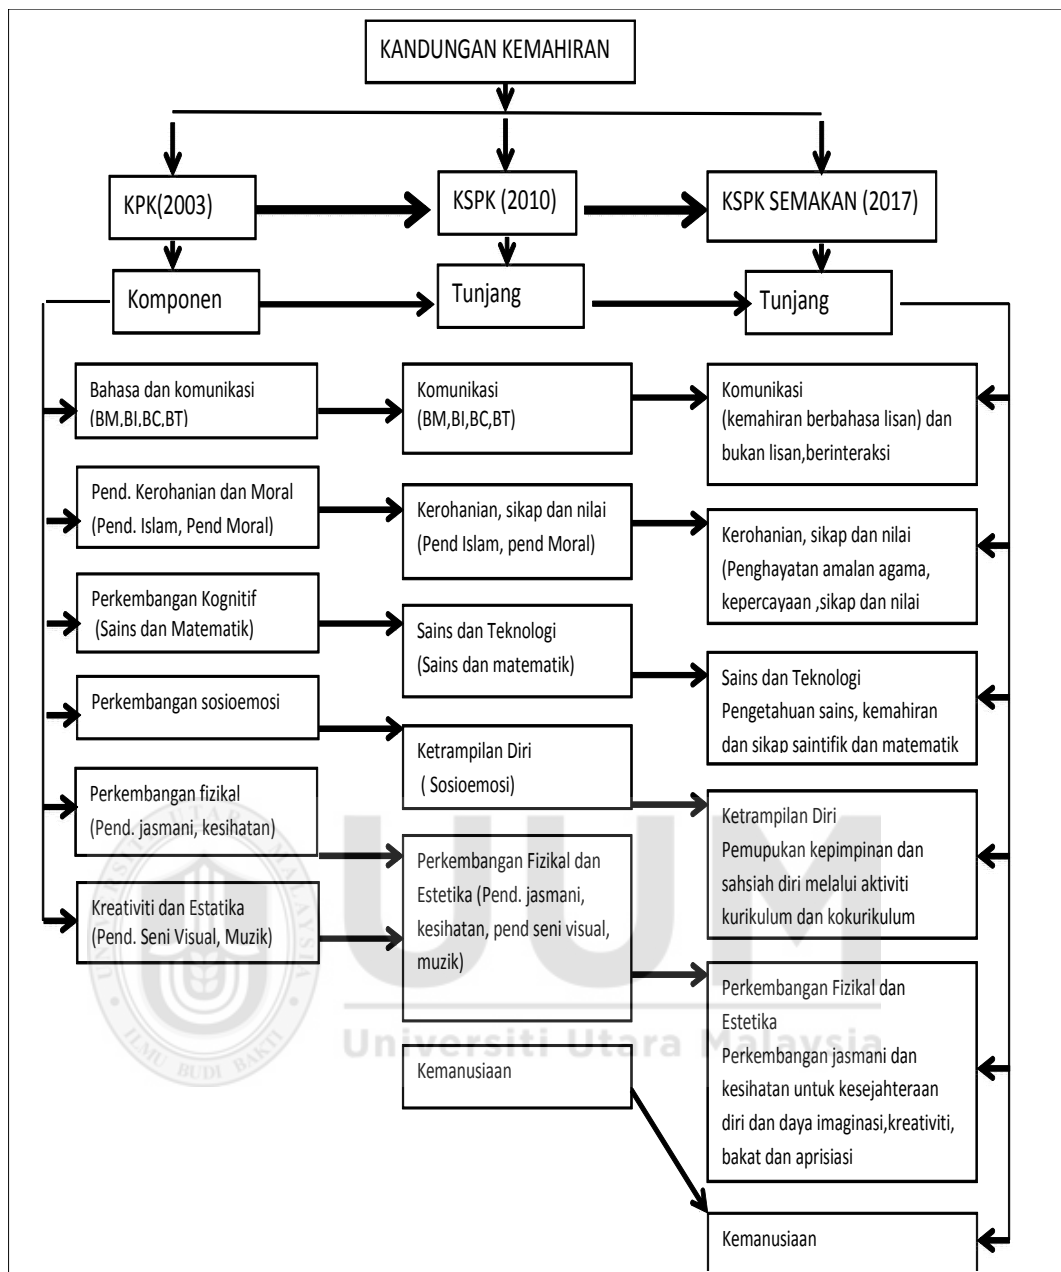 KANDUNGAN KEMAHIRAN
KPK(2003)
KSPK (2010)
KSPK SEMAKAN (2017)
Komponen
Tunjang
Tunjang
Bahasa dan komunikasi
(BM,BI,BC,BT)
Komunikasi
(BM,BI,BC,BT)
Komunikasi
(kemahiran berbahasa lisan) dan
bukan lisan,berinteraksi
Pend. Kerohanian dan Moral
(Pend. Islam, Pend Moral)
Kerohanian, sikap dan nilai
(Pend Islam, pend Moral)
Kerohanian, sikap dan nilai
(Penghayatan amalan agama,
kepercayaan ,sikap dan nilai
Perkembangan Kognitif
(Sains dan Matematik)
Sains dan Teknologi
(Sains dan matematik)
Sains dan Teknologi
Pengetahuan sains, kemahiran
dan sikap saintifik dan matematik
Perkembangan sosioemosi
Ketrampilan Diri
( Sosioemosi)
Ketrampilan Diri
Pemupukan kepimpinan dan
sahsiah diri melalui aktiviti
kurikulum dan kokurikulum
Perkembangan fizikal
(Pend. jasmani, kesihatan)
Kreativiti dan Estatika
(Pend. Seni Visual, Muzik)
Perkembangan Fizikal dan
Estetika (Pend. jasmani,
kesihatan, pend seni visual,
muzik)
Perkembangan Fizikal dan
Estetika
Perkembangan jasmani dan
kesihatan untuk kesejahteraan
diri dan daya imaginasi,kreativiti,
bakat dan aprisiasi
Kemanusiaan
Kemanusiaan
UUM
Universiti Utara Malaysia
UNIVERSITI UTARA MALAYSIA
ILMU BUDI BAKTI